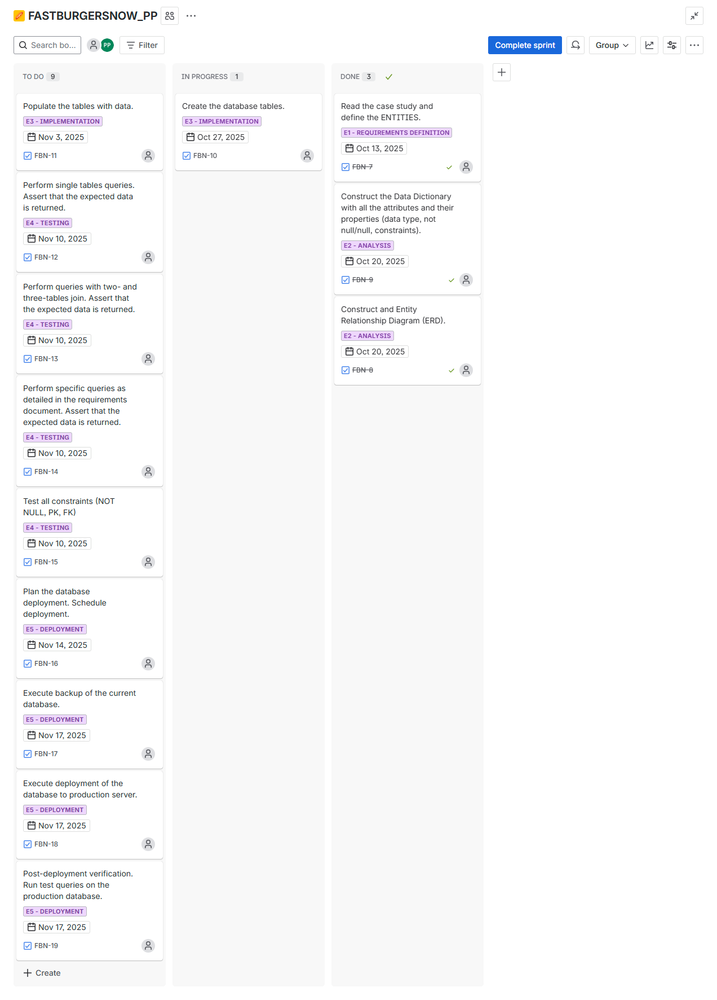 FASTBURGERSNOW_PP
Search bo...
PP
Filter
Complete sprint
Group
TO DO 9
Populate the tables with data.
E3 - IMPLEMENTATION
Nov 3, 2025
FBN-11
Perform single tables queries.
Assert that the expected data
is returned.
E4 - TESTING
Nov 10, 2025
FBN-12
Perform queries with two- and
three-tables join. Assert that
the expected data is returned.
E4 - TESTING
Nov 10, 2025
FBN-13
Perform specific queries as
detailed in the requirements
document. Assert that the
expected data is returned.
E4 - TESTING
Nov 10, 2025
FBN-14
Test all constraints (NOT
NULL, PK, FK)
E4 - TESTING
Nov 10, 2025
FBN-15
Plan the database
deployment. Schedule
deployment.
E5 - DEPLOYMENT
Nov 14, 2025
FBN-16
Execute backup of the current
database.
E5 - DEPLOYMENT
Nov 17, 2025
FBN-17
Execute deployment of the
database to production server.
E5 - DEPLOYMENT
Nov 17, 2025
FBN-18
Post-deployment verification.
Run test queries on the
production database.
E5 - DEPLOYMENT
Nov 17, 2025
FBN-19
Create
IN PROGRESS 1
Create the database tables.
E3 - IMPLEMENTATION
Oct 27, 2025
FBN-10
DONE 3
Read the case study and
define the ENTITIES.
E1 - REQUIREMENTS DEFINITION
Oct 13, 2025
FBN-7
Construct the Data Dictionary
with all the attributes and their
properties (data type, not
null/null, constraints).
E2 - ANALYSIS
Oct 20, 2025
FBN-9
Construct and Entity
Relationship Diagram (ERD).
E2 - ANALYSIS
Oct 20, 2025
FBN-8